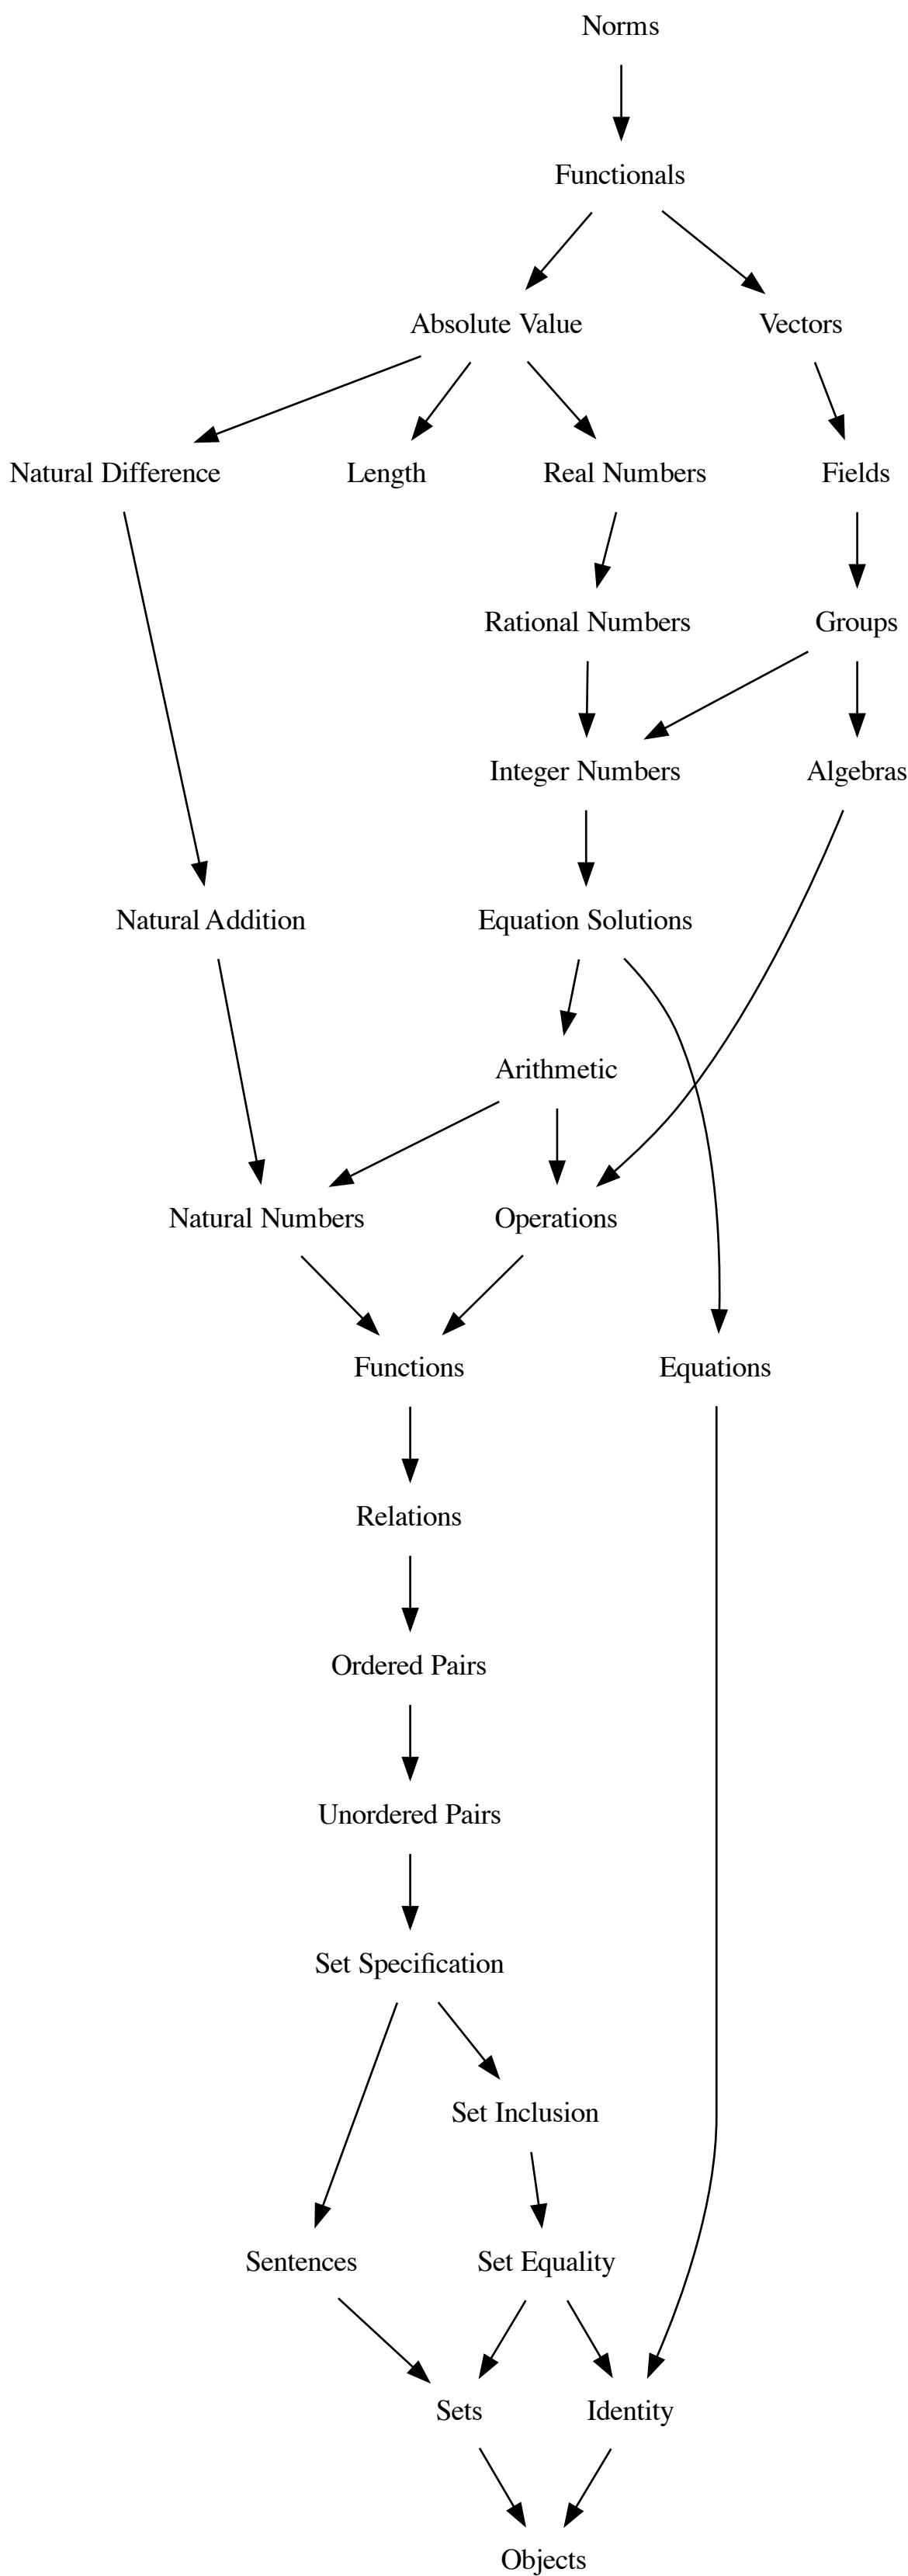 Norms
Functionals
Absolute Value
Vectors
Natural Difference
Length
Real Numbers
Fields
Rational Numbers
Groups
Integer Numbers
Algebras
Natural Addition
Equation Solutions
Arithmetic
Natural Numbers
Operations
Functions
Equations
Relations
Ordered Pairs
Unordered Pairs
Set Specification
Set Inclusion
Sentences
Set Equality
Sets
Identity
Objects